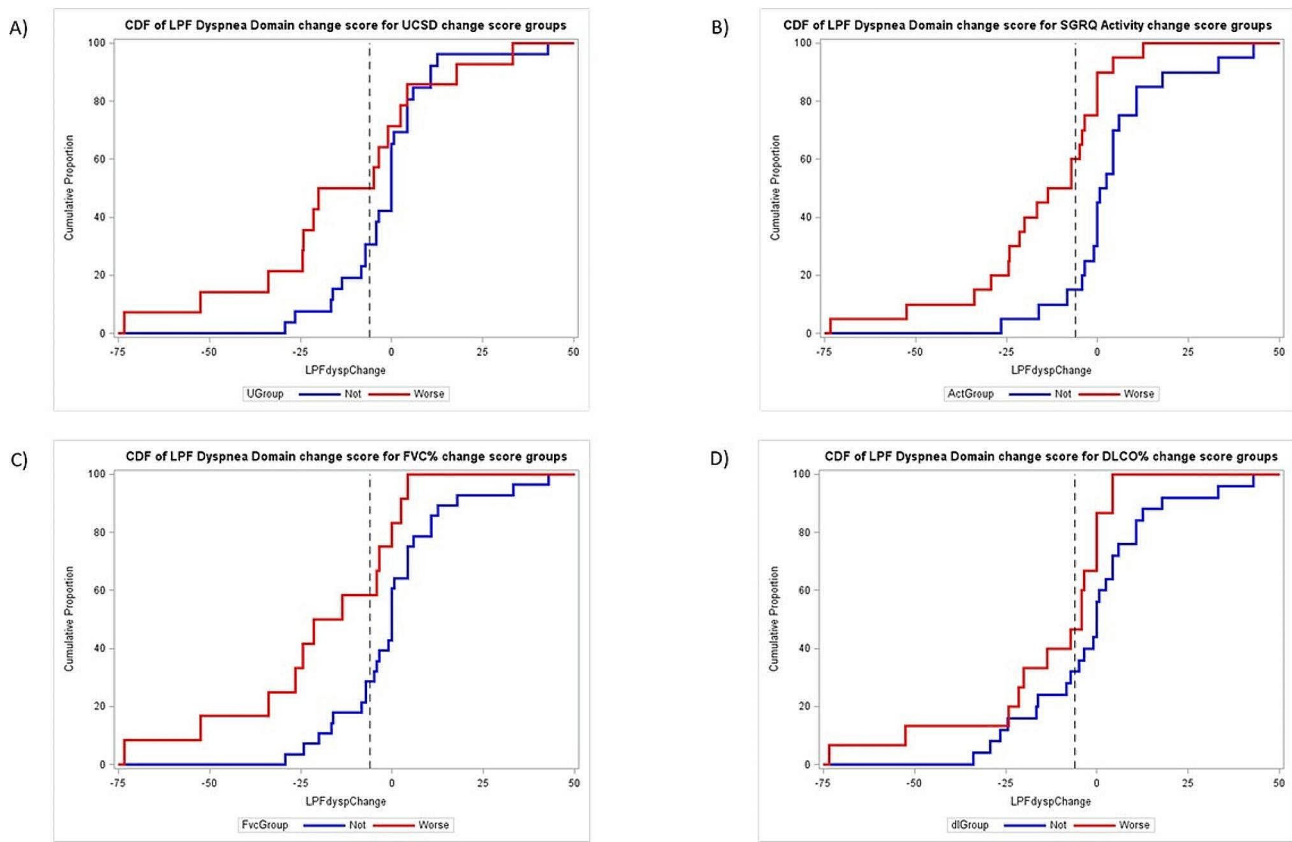 A)
CDF of LPF Dyspnea Domain change score for UCSD change score groups
100
80
60
40
20
0
Cumulative Proportion
-75 -50 -25 0 25 50
LPFdyspChange
UGroup Not Worse
B)
CDF of LPF Dyspnea Domain change score for SGRQ Activity change score groups
100
80
60
40
20
0
Cumulative Proportion
-75 -50 -25 0 25 50
LPFdyspChange
ActGroup Not Worse
C)
CDF of LPF Dyspnea Domain change score for FVC% change score groups
100
80
60
40
20
0
Cumulative Proportion
-75 -50 -25 0 25 50
LPFdyspChange
FvcGroup Not Worse
D)
CDF of LPF Dyspnea Domain change score for DLCO% change score groups
100
80
60
40
20
0
Cumulative Proportion
-75 -50 -25 0 25 50
LPFdyspChange
dlGroup Not Worse